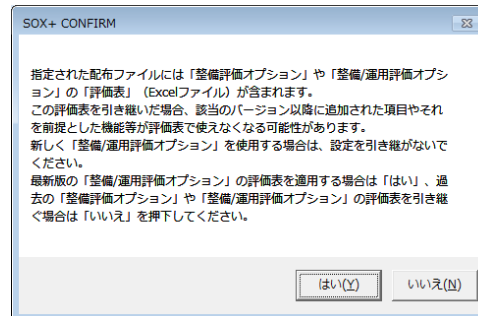 SOX+ CONFIRM
指定された配布ファイルには「整備評価オプション」や「整備/運用評価オプシ
ョン」の「評価表」（Excelファイル）が含まれます。
この評価表を引き継いだ場合、該当のバージョン以降に追加された項目やそれ
を前提とした機能等が評価表で使えなくなる可能性があります。
新しく「整備/運用評価オプション」を使用する場合は、設定を引き継がないで
ください。
最新版の「整備/運用評価オプション」の評価表を適用する場合は「はい」、過
去の「整備評価オプション」や「整備/運用評価オプション」の評価表を引き継
ぐ場合は「いいえ」を押下してください。
はい(Y)
いいえ(N)